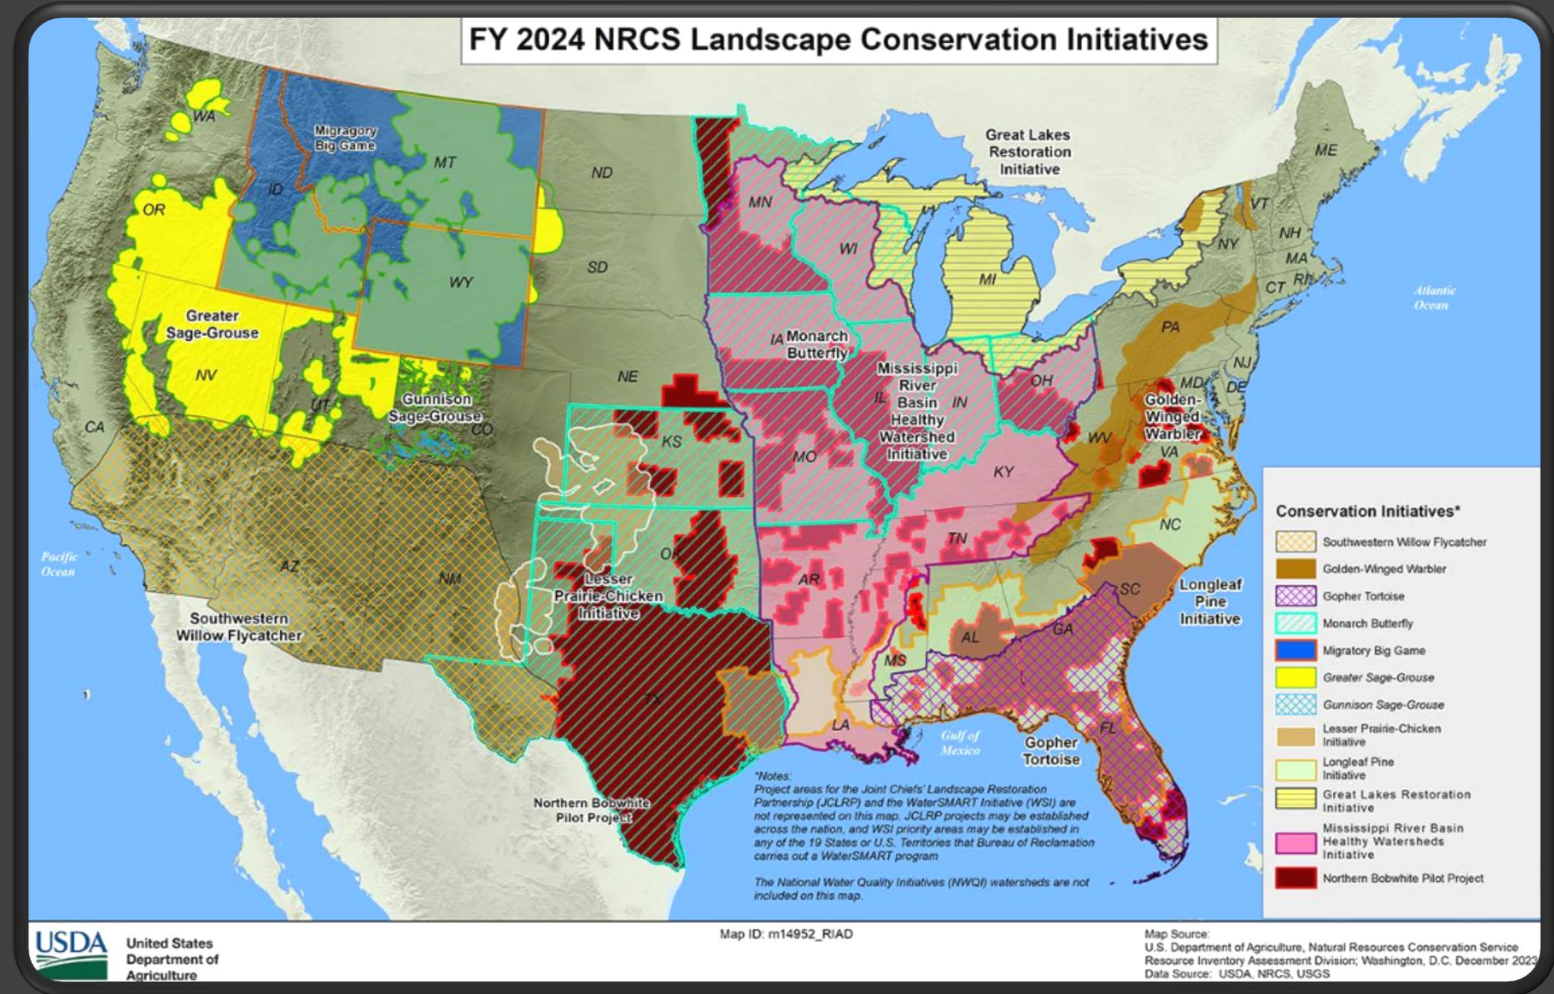 FY 2024 NRCS Landscape Conservation Initiatives
WA
Migragory
Big Game
MT
ID
OR
ND
MN
Great Lakes
Restoration
Initiative
ME
VT
NH
NY
MA
RI
CT
WI
MI
SD
WY
Atlantic
Ocean
Greater
Sage-Grouse
NV
UT
Gunnison
Sage-Grouse
CO
CA
NE
IA
Monarch
Butterfly
Mississippi
River
Basin
Healthy
Watershed
Initiative
IL
IN
OH
PA
NJ
MD
DE
Golden-
Winged
Warbler
WV
VA
KS
MO
KY
NC
TN
Pacific
Ocean
AZ
NM
OK
AR
Lesser
Prairie-Chicken
Initiative
SC
Longleaf
Pine
Initiative
Southwestern
Willow Flycatcher
MS
AL
GA
TX
LA
FL
Gulf of
Mexico
Gopher
Tortoise
Northern Bobwhite
Pilot Project
*Notes:
Project areas for the Joint Chiefs' Landscape Restoration
Partnership (JCLRP) and the WaterSMART Initiative (WSI) are
not represented on this map. JCLRP projects may be established
across the nation, and WSI priority areas may be established in
any of the 19 States or U.S. Territories that Bureau of Reclamation
carries out a WaterSMART program
The National Water Quality Initiatives (NWQI) watersheds are not
included on this map.
Conservation Initiatives*
Southwestern Willow Flycatcher
Golden-Winged Warbler
Gopher Tortoise
Monarch Butterfly
Migratory Big Game
Greater Sage-Grouse
Gunnison Sage-Grouse
Lesser Prairie-Chicken
Initiative
Longleaf Pine
Initiative
Great Lakes Restoration
Initiative
Mississippi River Basin
Healthy Watersheds
Initiative
Northern Bobwhite Pilot Project
USDA
United States
Department of
Agriculture
Map ID: m14952_RIAD
Map Source:
U.S. Department of Agriculture, Natural Resources Conservation Service
Resource Inventory Assessment Division; Washington, D.C. December 2023
Data Source: USDA, NRCS, USGS